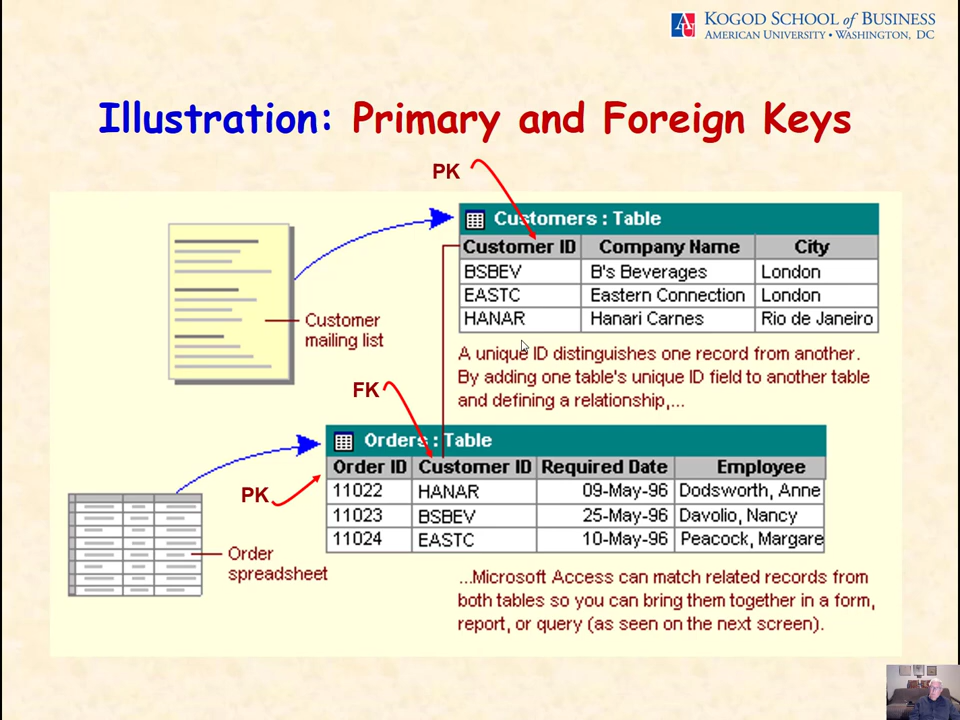 KOGOD SCHOOL of BUSINESS
AMERICAN UNIVERSITY • WASHINGTON, DC
Illustration: Primary and Foreign Keys
PK
Customers : Table
Customer ID Company Name City
BSBEV B's Beverages London
EASTC Eastern Connection London
HANAR Hanari Carnes Rio de Janeiro
Customer
mailing list
A unique ID distinguishes one record from another.
By adding one table's unique ID field to another table
and defining a relationship,...
FK
Orders : Table
Order ID Customer ID Required Date Employee
11022 HANAR 09-May-96 Dodsworth, Anne
11023 BSBEV 25-May-96 Davolio, Nancy
11024 EASTC 10-May-96 Peacock, Margare
PK
Order
spreadsheet
...Microsoft Access can match related records from
both tables so you can bring them together in a form,
report, or query (as seen on the next screen).